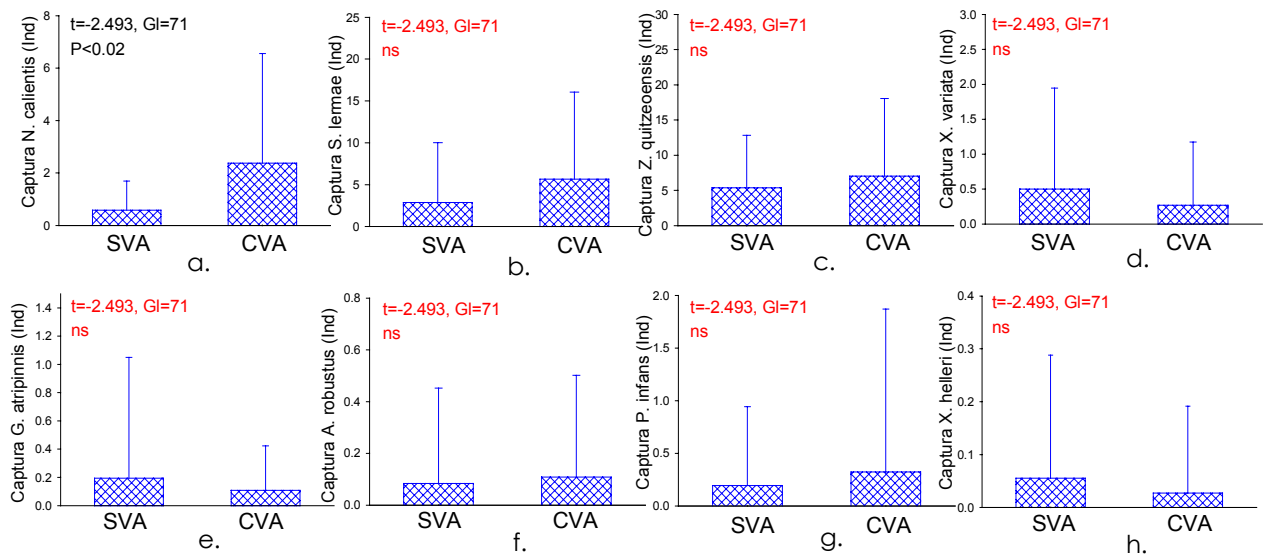 Captura N. calientis (Ind)
8
6
4
2
0
t=-2.493, Gl=71
P<0.02
SVA
CVA
a.
Captura S. lermae (Ind)
25
20
15
10
5
0
t=-2.493, Gl=71
ns
SVA
CVA
b.
Captura Z. quitzeoensis (Ind)
30
25
20
15
10
5
0
t=-2.493, Gl=71
ns
SVA
CVA
c.
Captura X. variata (Ind)
3.0
2.5
2.0
1.5
1.0
0.5
0.0
t=-2.493, Gl=71
ns
SVA
CVA
d.
Captura G. atripinnis (Ind)
1.4
1.2
1.0
0.8
0.6
0.4
0.2
0.0
t=-2.493, Gl=71
ns
SVA
CVA
e.
Captura A. robustus (Ind)
0.8
0.6
0.4
0.2
0.0
t=-2.493, Gl=71
ns
SVA
CVA
f.
Captura P. infans (Ind)
2.0
1.5
1.0
0.5
0.0
t=-2.493, Gl=71
ns
SVA
CVA
g.
Captura X. helleri (Ind)
0.4
0.3
0.2
0.1
0.0
t=-2.493, Gl=71
ns
SVA
CVA
h.